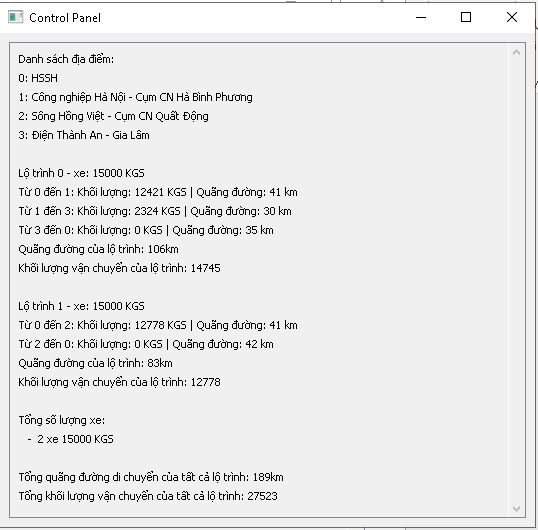 Control Panel
Danh sách địa điểm:
0: HSSH
1: Công nghiệp Hà Nội - Cụm CN Hà Bình Phương
2: Sông Hồng Việt - Cụm CN Quất Động
3: Điện Thành An - Gia Lâm
Lộ trình 0 - xe: 15000 KGS
Từ 0 đến 1: Khối lượng: 12421 KGS | Quãng đường: 41 km
Từ 1 đến 3: Khối lượng: 2324 KGS | Quãng đường: 30 km
Từ 3 đến 0: Khối lượng: 0 KGS | Quãng đường: 35 km
Quãng đường của lộ trình: 106km
Khối lượng vận chuyển của lộ trình: 14745
Lộ trình 1 - xe: 15000 KGS
Từ 0 đến 2: Khối lượng: 12778 KGS | Quãng đường: 41 km
Từ 2 đến 0: Khối lượng: 0 KGS | Quãng đường: 42 km
Quãng đường của lộ trình: 83km
Khối lượng vận chuyển của lộ trình: 12778
Tổng số lượng xe:
- 2 xe 15000 KGS
Tổng quãng đường di chuyển của tất cả lộ trình: 189km
Tổng khối lượng vận chuyển của tất cả lộ trình: 27523